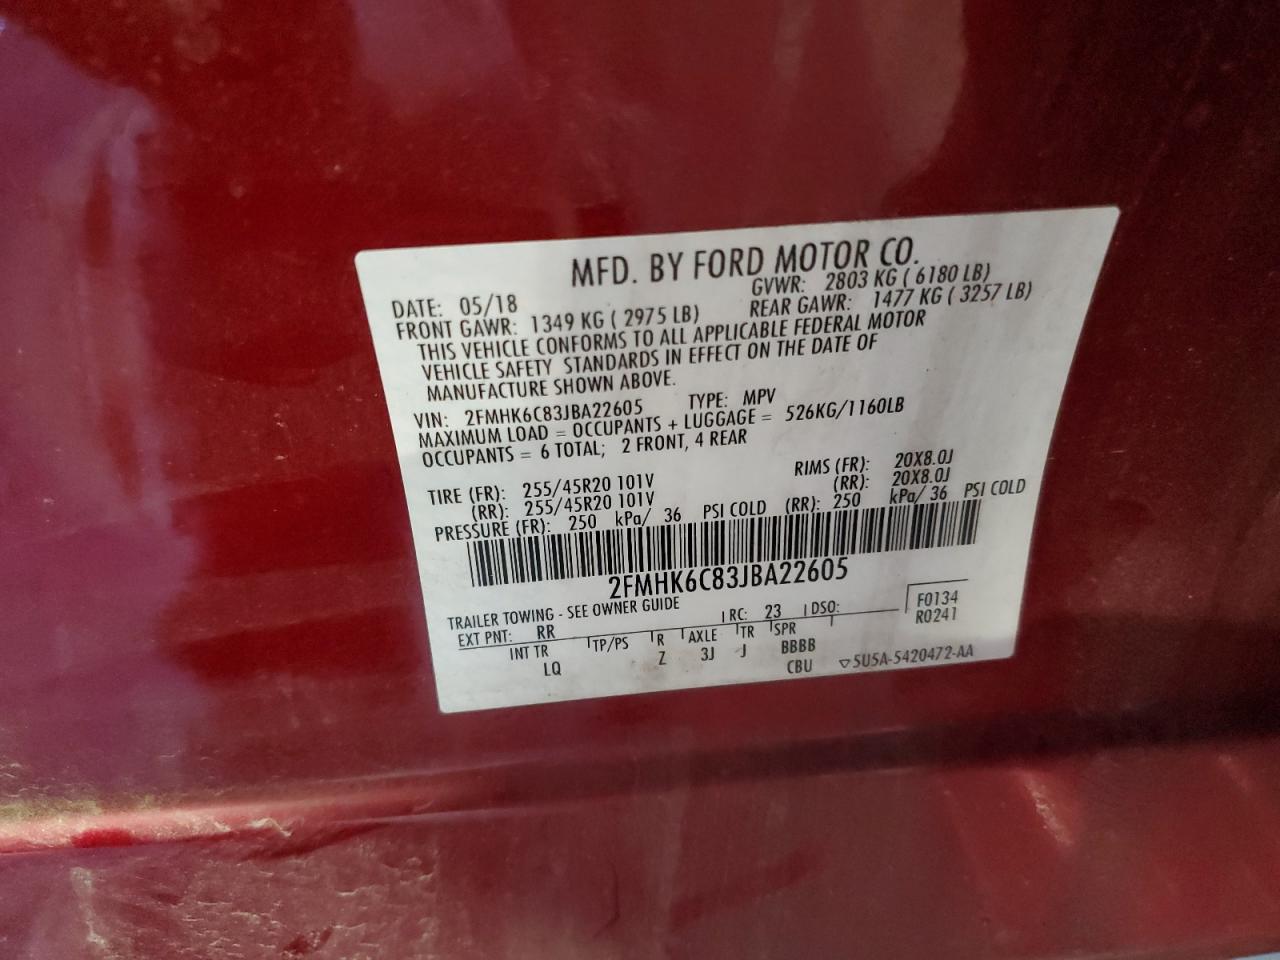 MFD. BY FORD MOTOR CO.
DATE: 05/18 GVWR: 2803 KG ( 6180 LB)
FRONT GAWR: 1349 KG ( 2975 LB) REAR GAWR: 1477 KG ( 3257 LB)
THIS VEHICLE CONFORMS TO ALL APPLICABLE FEDERAL MOTOR
VEHICLE SAFETY STANDARDS IN EFFECT ON THE DATE OF
MANUFACTURE SHOWN ABOVE.
VIN: 2FMHK6C83JBA22605 TYPE: MPV
MAXIMUM LOAD = OCCUPANTS + LUGGAGE = 526KG/1160LB
OCCUPANTS = 6 TOTAL; 2 FRONT, 4 REAR
TIRE (FR): 255/45R20 101V RIMS (FR): 20X8.0J
(RR): 255/45R20 101V (RR): 20X8.0J
PRESSURE (FR): 250 kPa/ 36 PSI COLD (RR): 250 kPa/ 36 PSI COLD
2FMHK6C83JBA22605
TRAILER TOWING - SEE OWNER GUIDE
EXT PNT: RR RC: 23 DSO: F0134
R0241
INT TR TP/PS R AXLE TR SPR
LQ Z 3J J BBBB
CBU ▽5U5A-5420472-AA